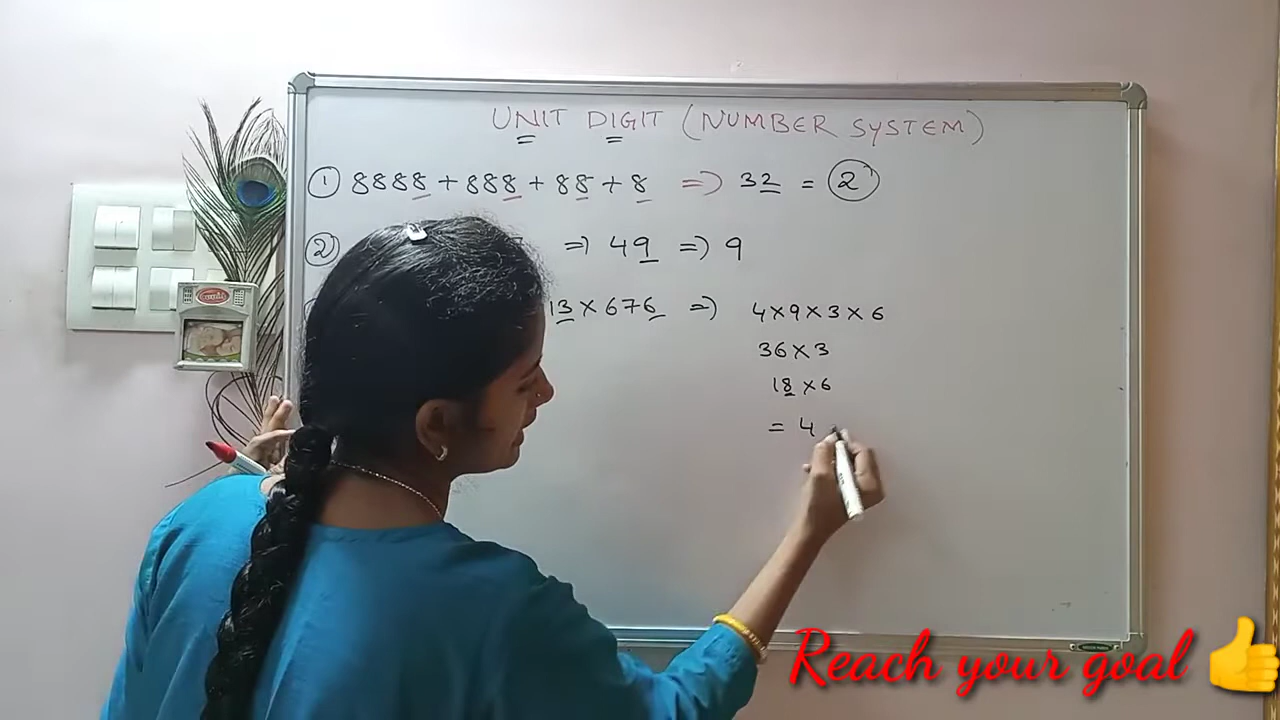 UNIT DIGIT (NUMBER SYSTEM)
① 8888 + 888 + 88 + 8 => 32 = 2
② => 49 => 9
13 × 676 => 4×9×3×6
36×3
18×6
= 4
Reach your goal 👍